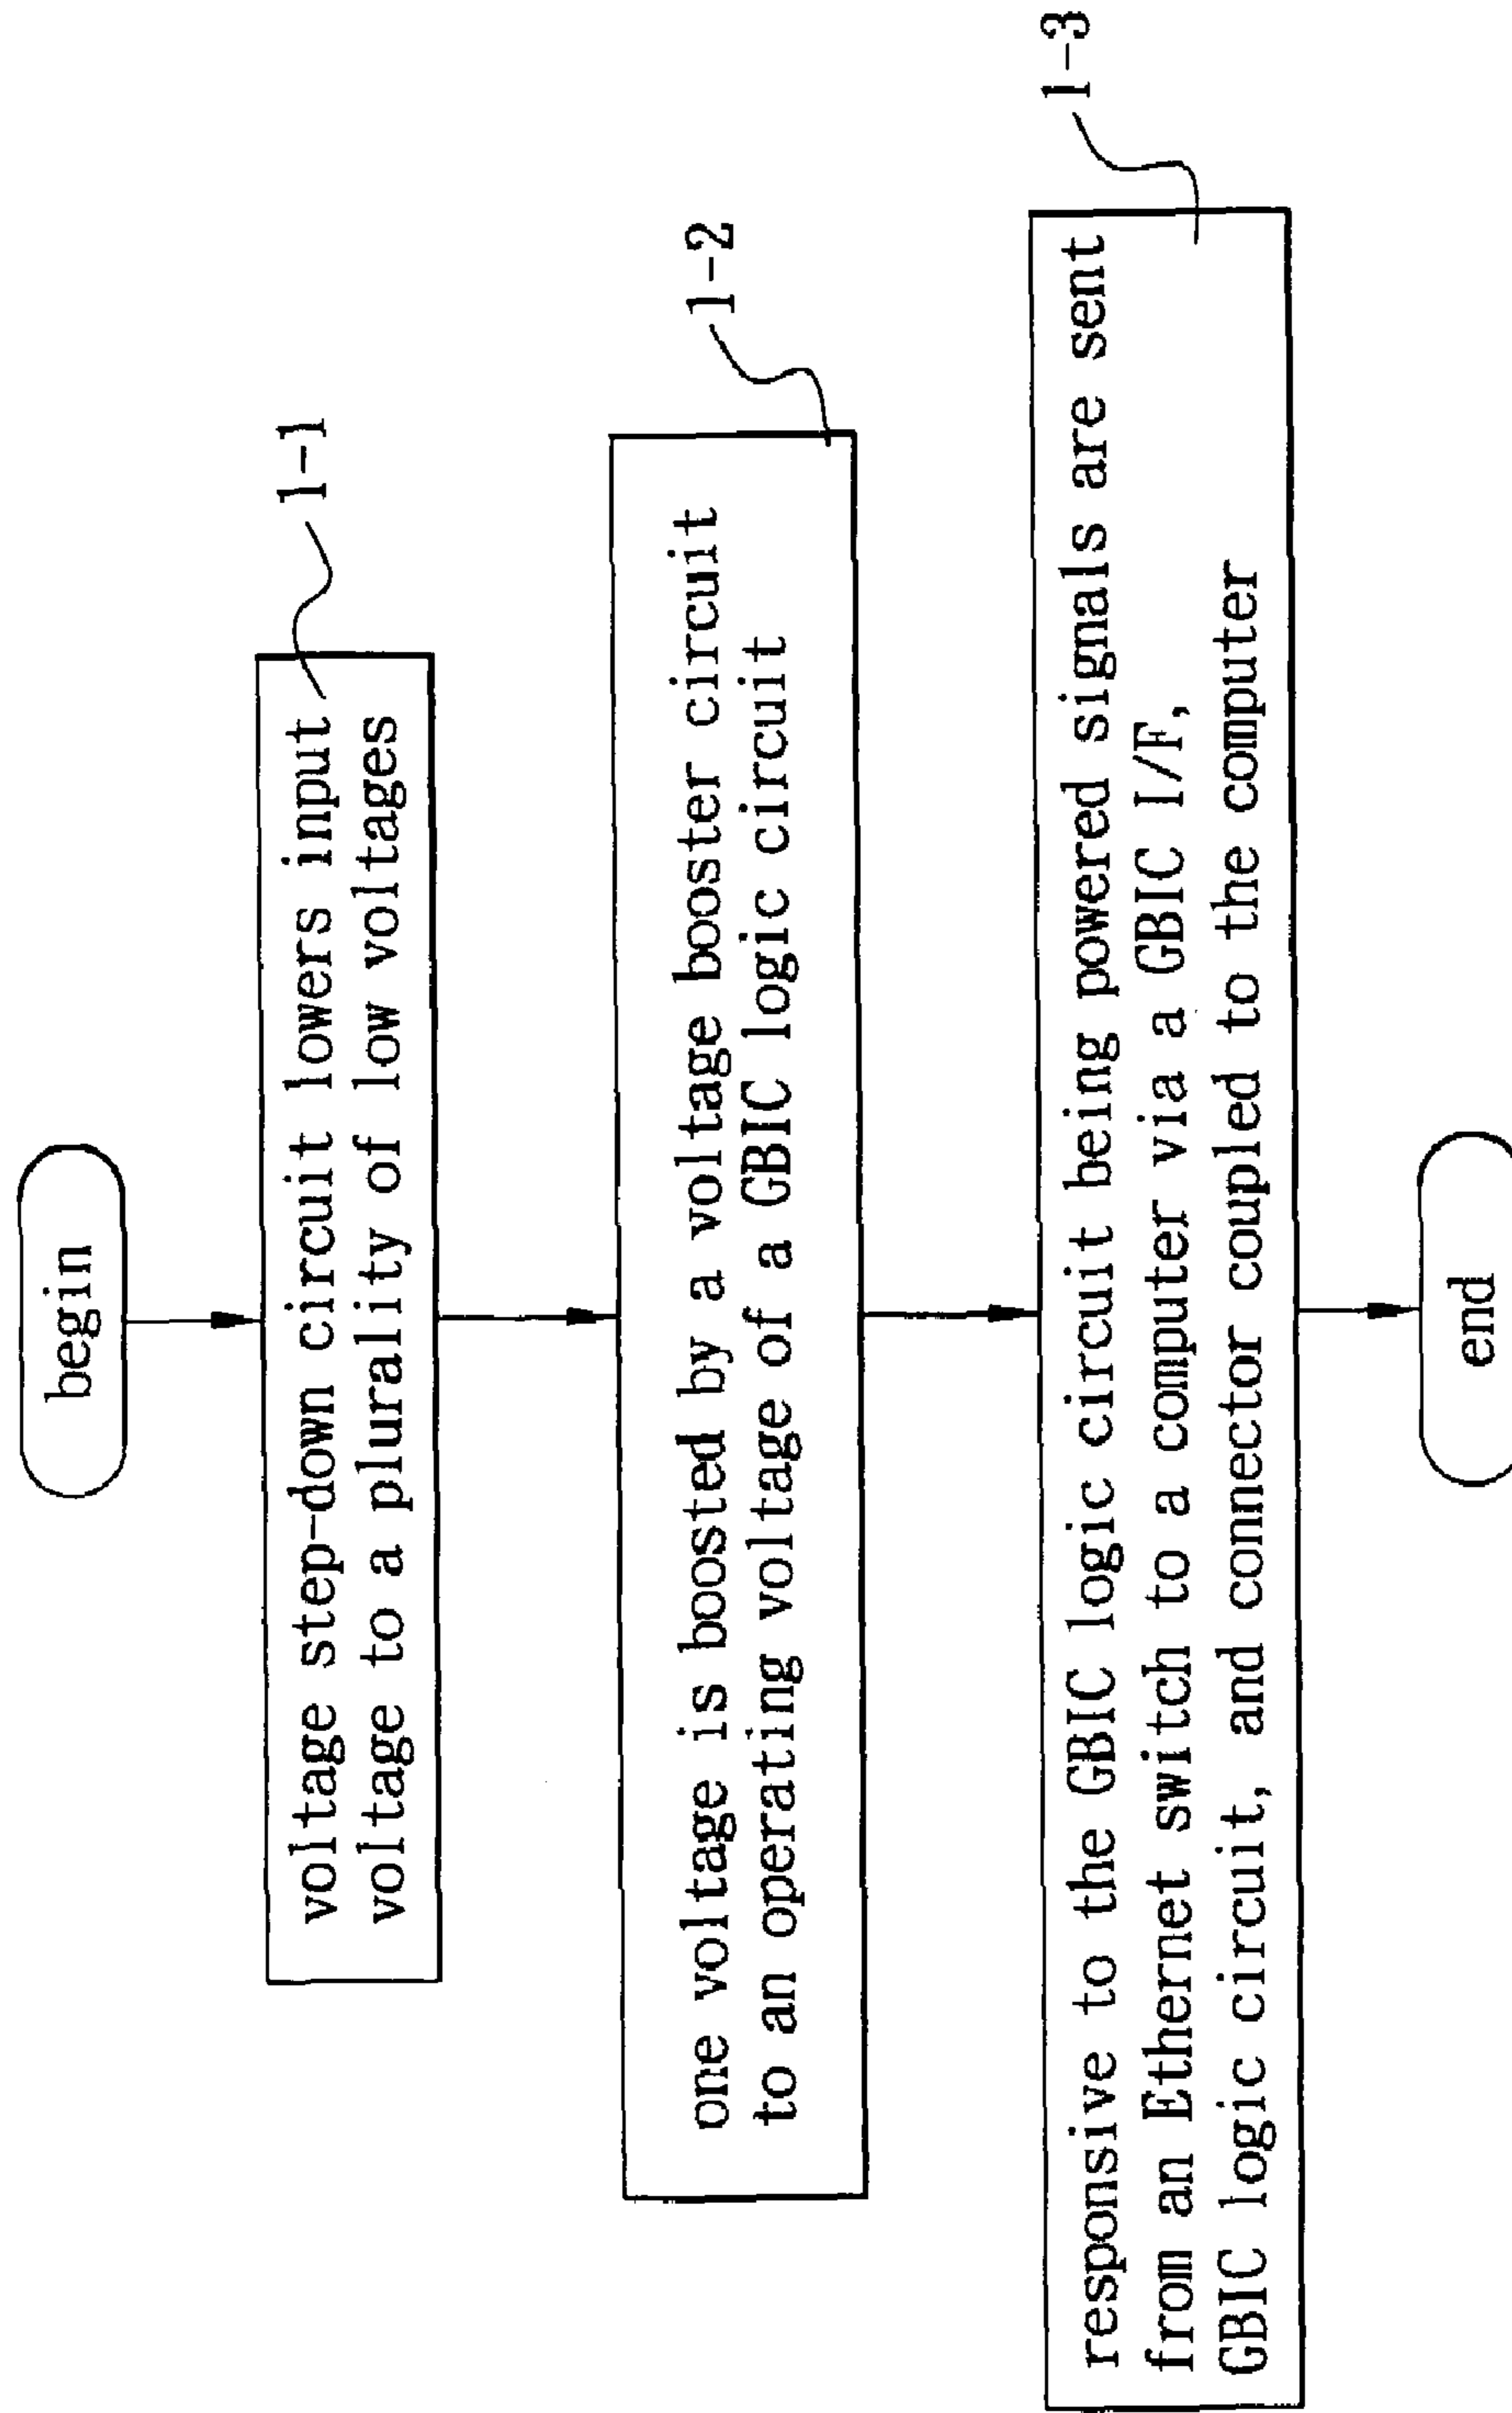 begin
voltage step-down circuit lowers input
voltage to a plurality of low voltages
1-1
one voltage is boosted by a voltage booster circuit
to an operating voltage of a GBIC logic circuit
1-2
responsive to the GBIC logic circuit being powered signals are sent
from an Ethernet switch to a computer via a GBIC I/F,
GBIC logic circuit, and connector coupled to the computer
1-3
end